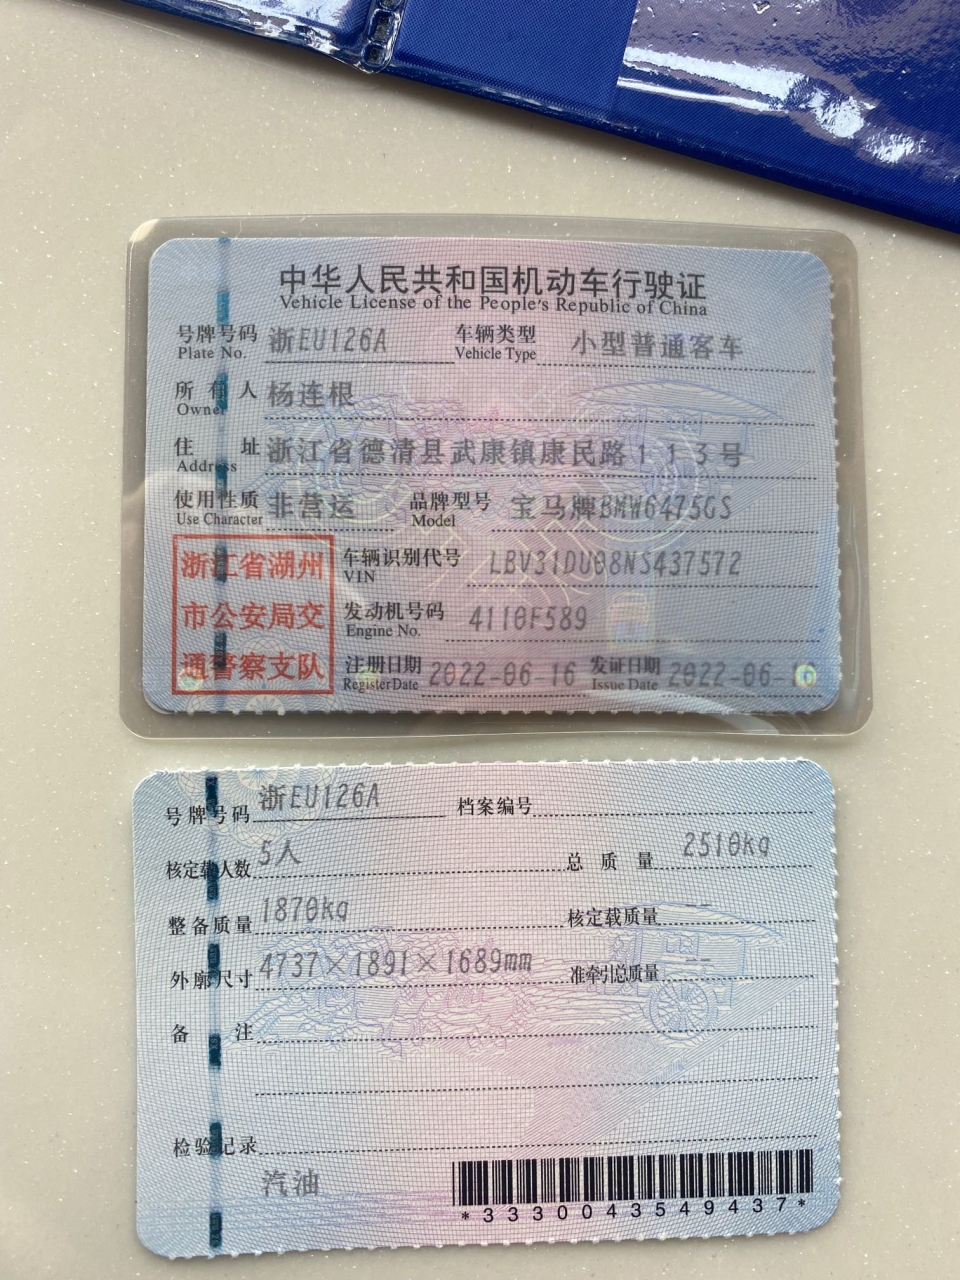 中华人民共和国机动车行驶证
Vehicle License of the People's Republic of China
号牌号码 浙EU126A 车辆类型 小型普通客车
Plate No. Vehicle Type
所有人 杨连根
Owner
住址 浙江省德清县武康镇康民路113号
Address
使用性质 非营运 品牌型号 宝马牌BMW6475GS
Use Character Model
浙江省湖州
市公安局交
通警察支队
车辆识别代号 LBV31DU08NS437572
VIN
发动机号码 4110F589
Engine No.
注册日期 2022-06-16 发证日期 2022-06-16
Register Date Issue Date
号牌号码 浙EU126A 档案编号
核定载人数 5人 总质量 2510kg
整备质量 1870kg 核定载质量 --
外廓尺寸 4737×1891×1689mm 准牵引总质量 --
备注
检验记录
汽油
*3330043549437*